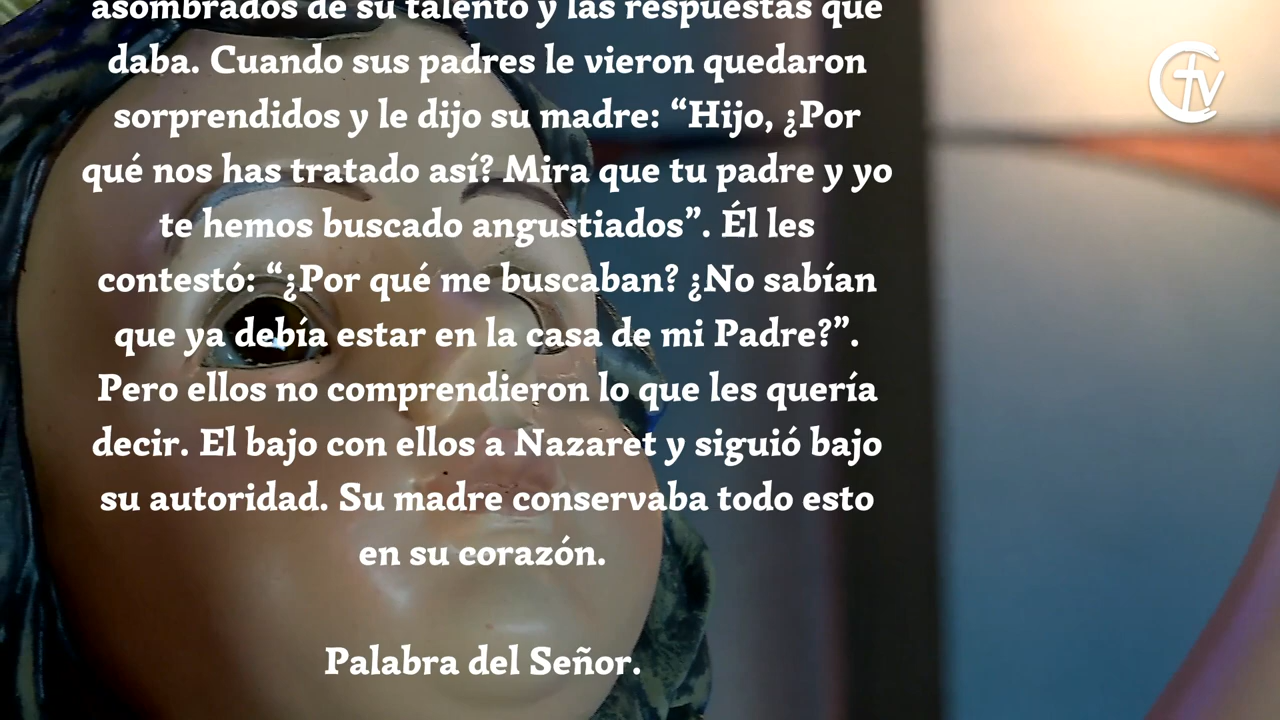 asombrados de su talento y las respuestas que
daba. Cuando sus padres le vieron quedaron
sorprendidos y le dijo su madre: “Hijo, ¿Por
qué nos has tratado así? Mira que tu padre y yo
te hemos buscado angustiados”. Él les
contestó: “¿Por qué me buscaban? ¿No sabían
que ya debía estar en la casa de mi Padre?”.
Pero ellos no comprendieron lo que les quería
decir. El bajo con ellos a Nazaret y siguió bajo
su autoridad. Su madre conservaba todo esto
en su corazón.
Palabra del Señor.
CTV